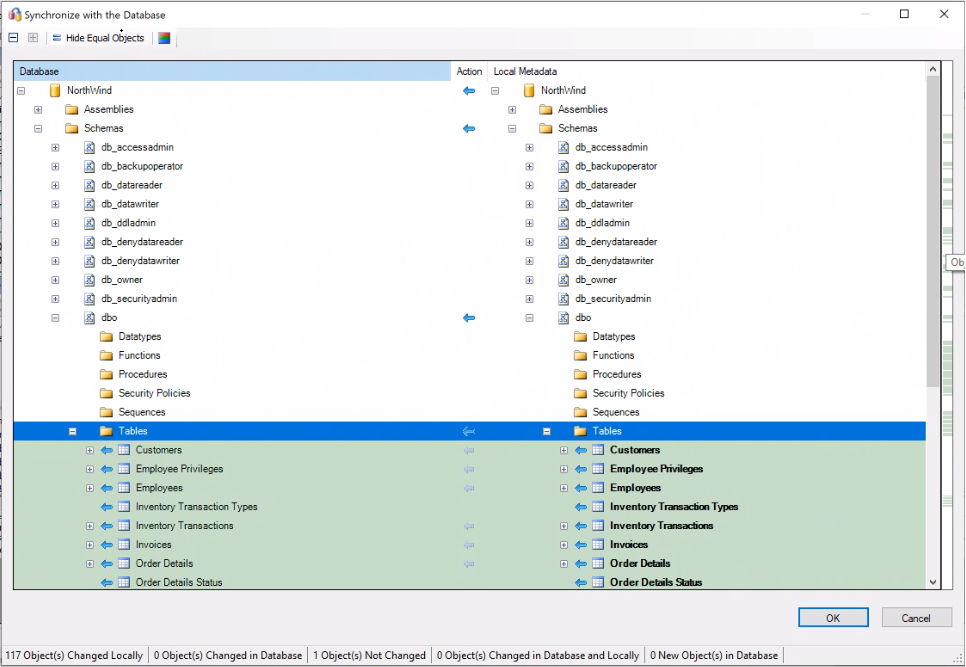 Synchronize with the Database
Hide Equal Objects
Database Action Local Metadata
NorthWind NorthWind
Assemblies Assemblies
Schemas Schemas
db_accessadmin db_accessadmin
db_backupoperator db_backupoperator
db_datareader db_datareader
db_datawriter db_datawriter
db_ddladmin db_ddladmin
db_denydatareader db_denydatareader
db_denydatawriter db_denydatawriter
Ob
db_owner db_owner
db_securityadmin db_securityadmin
dbo dbo
Datatypes Datatypes
Functions Functions
Procedures Procedures
Security Policies Security Policies
Sequences Sequences
Tables Tables
Customers Customers
Employee Privileges Employee Privileges
Employees Employees
Inventory Transaction Types Inventory Transaction Types
Inventory Transactions Inventory Transactions
Invoices Invoices
Order Details Order Details
Order Details Status Order Details Status
OK Cancel
117 Object(s) Changed Locally 0 Object(s) Changed in Database 1 Object(s) Not Changed 0 Object(s) Changed in Database and Locally 0 New Object(s) in Database